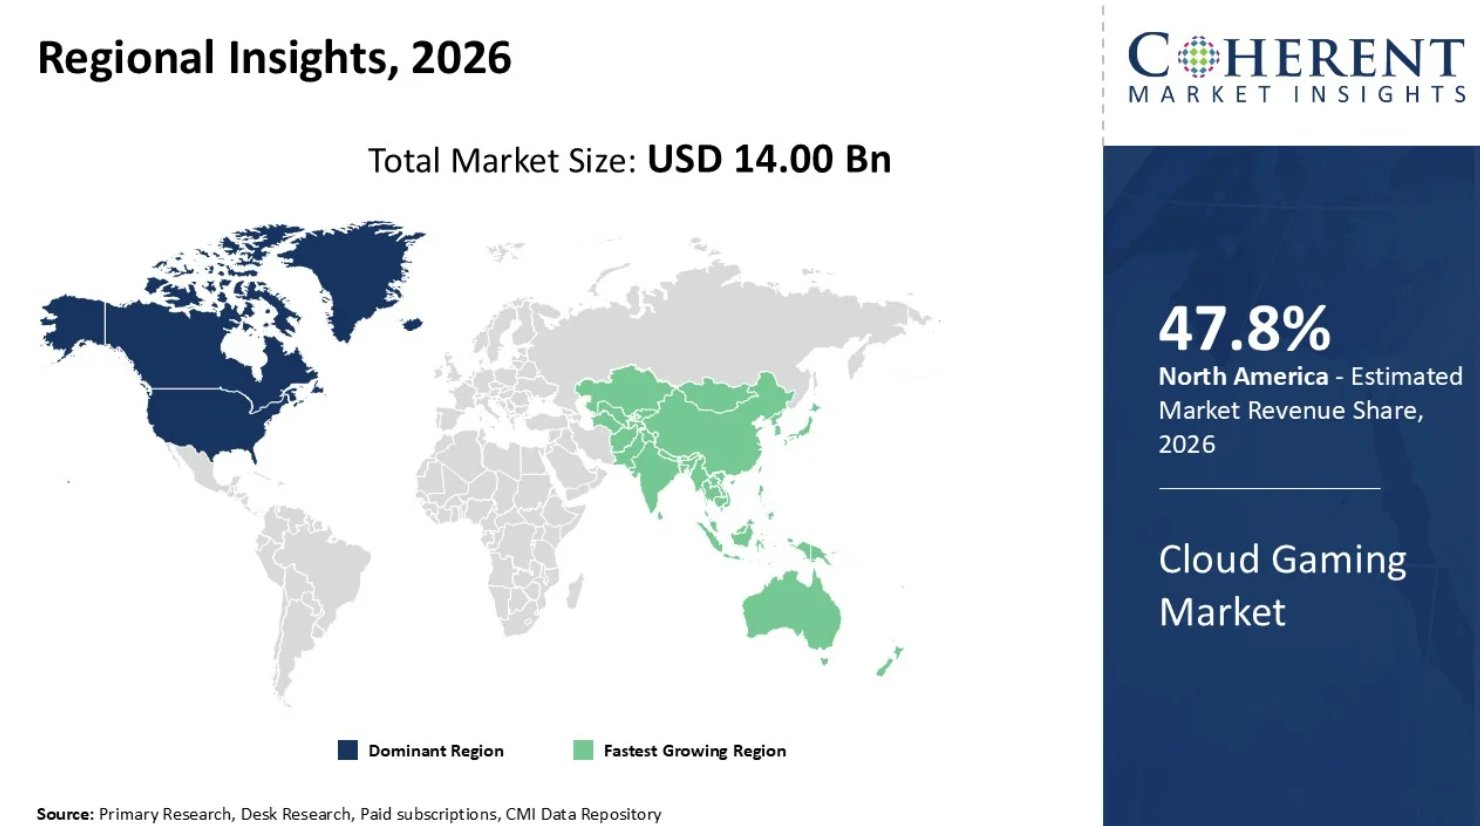 Regional Insights, 2026
COHERENT
MARKET INSIGHTS
Total Market Size: USD 14.00 Bn
47.8%
North America - Estimated
Market Revenue Share,
2026
Cloud Gaming
Market
Dominant Region
Fastest Growing Region
Source: Primary Research, Desk Research, Paid subscriptions, CMI Data Repository